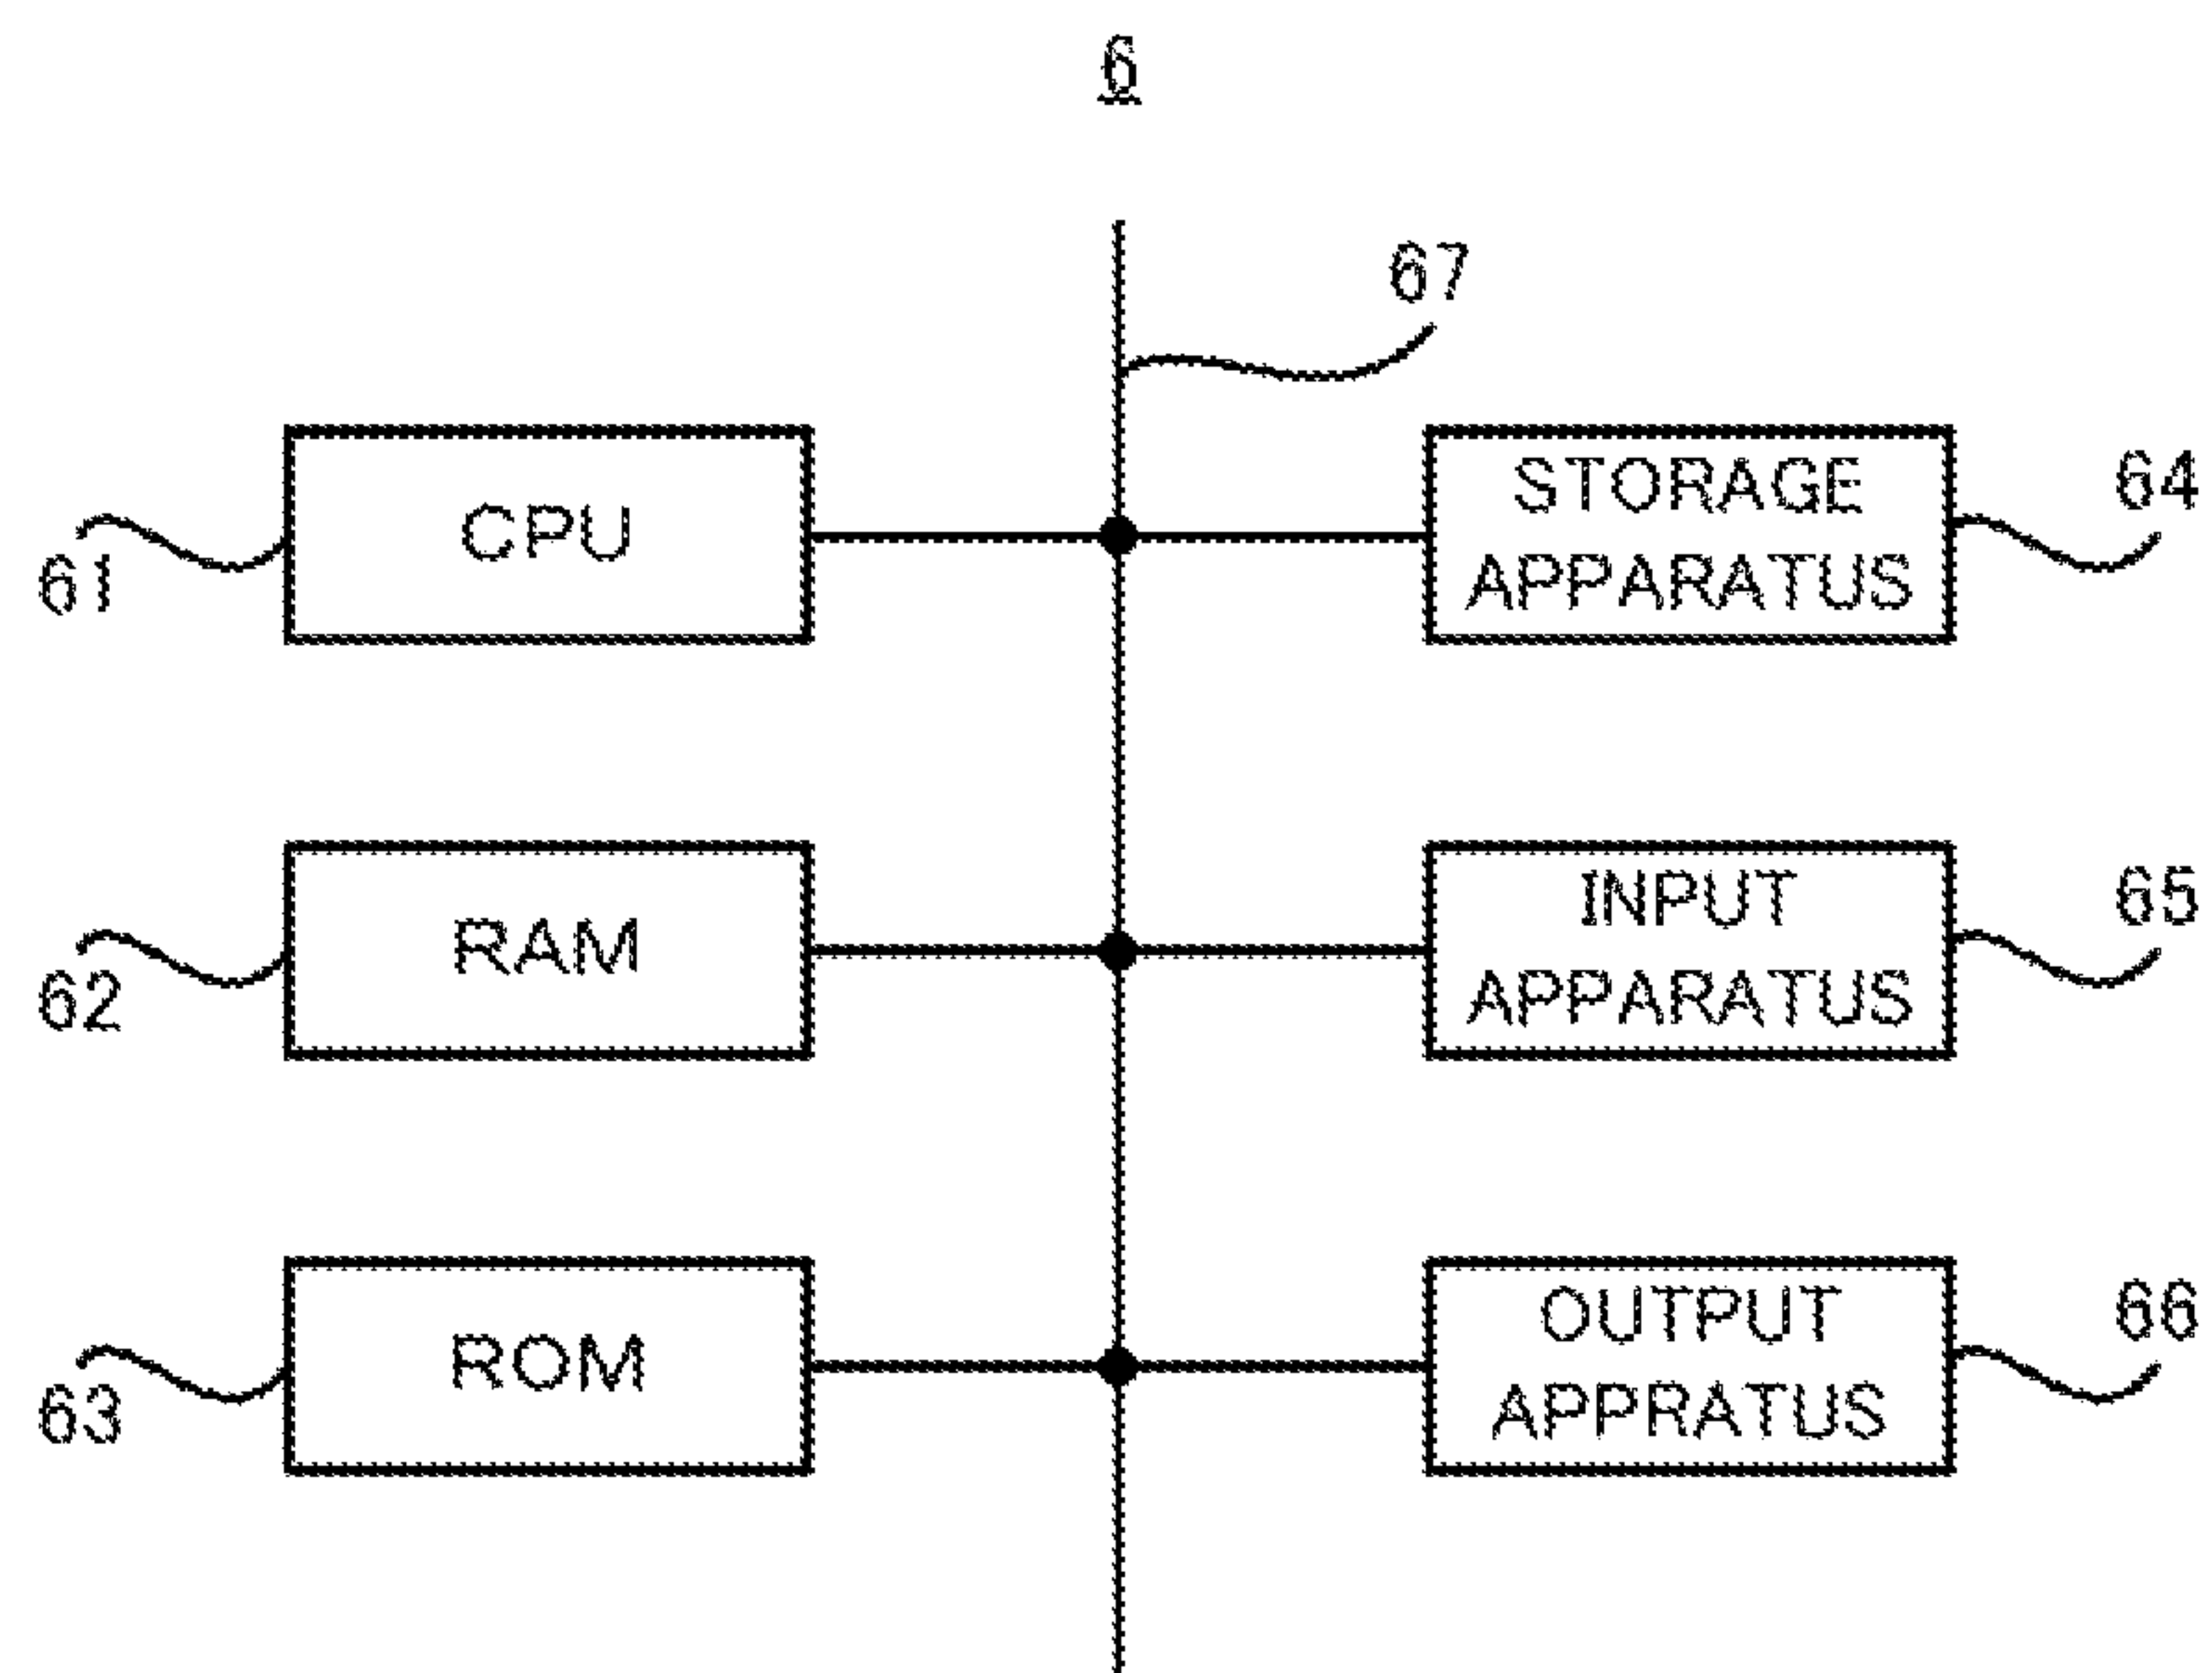 6
67
CPU
61
STORAGE
APPARATUS
64
RAM
62
INPUT
APPARATUS
65
ROM
63
OUTPUT
APPRATUS
66